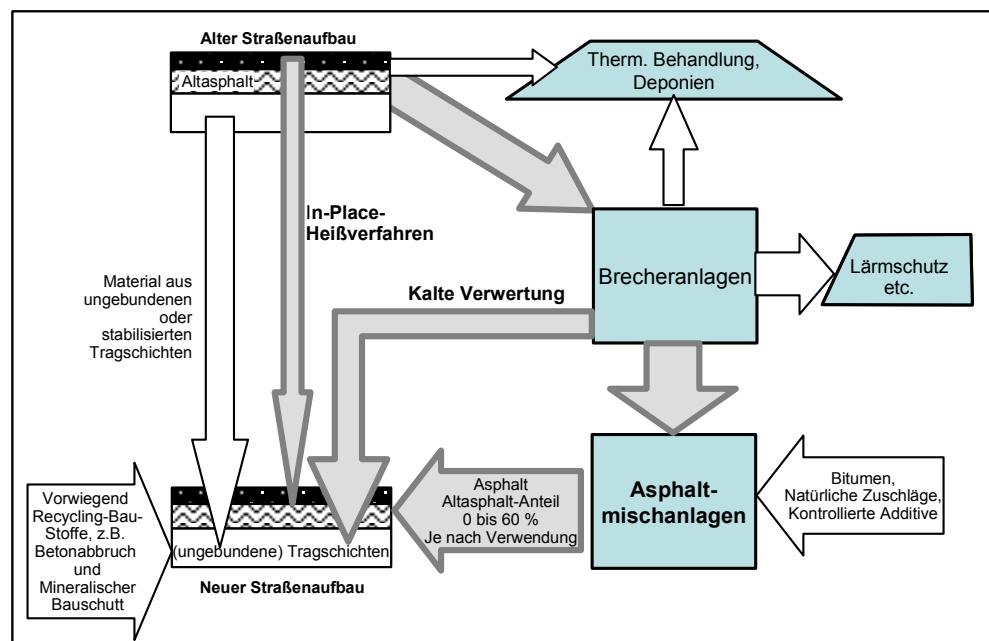 Alter Straßenaufbau
Altasphalt
Therm. Behandlung,
Deponien
In-Place-
Heißverfahren
Brecheranlagen
Lärmschutz
etc.
Material aus
ungebundenen
oder
stabilisierten
Tragschichten
Kalte Verwertung
Vorwiegend
Recycling-Bau-
Stoffe, z.B.
Betonabbruch
und
Mineralischer
Bauschutt
(ungebundene) Tragschichten
Neuer Straßenaufbau
Asphalt
Altasphalt-Anteil
0 bis 60 %
Je nach Verwendung
Asphalt-
mischanlagen
Bitumen,
Natürliche Zuschläge,
Kontrollierte Additive